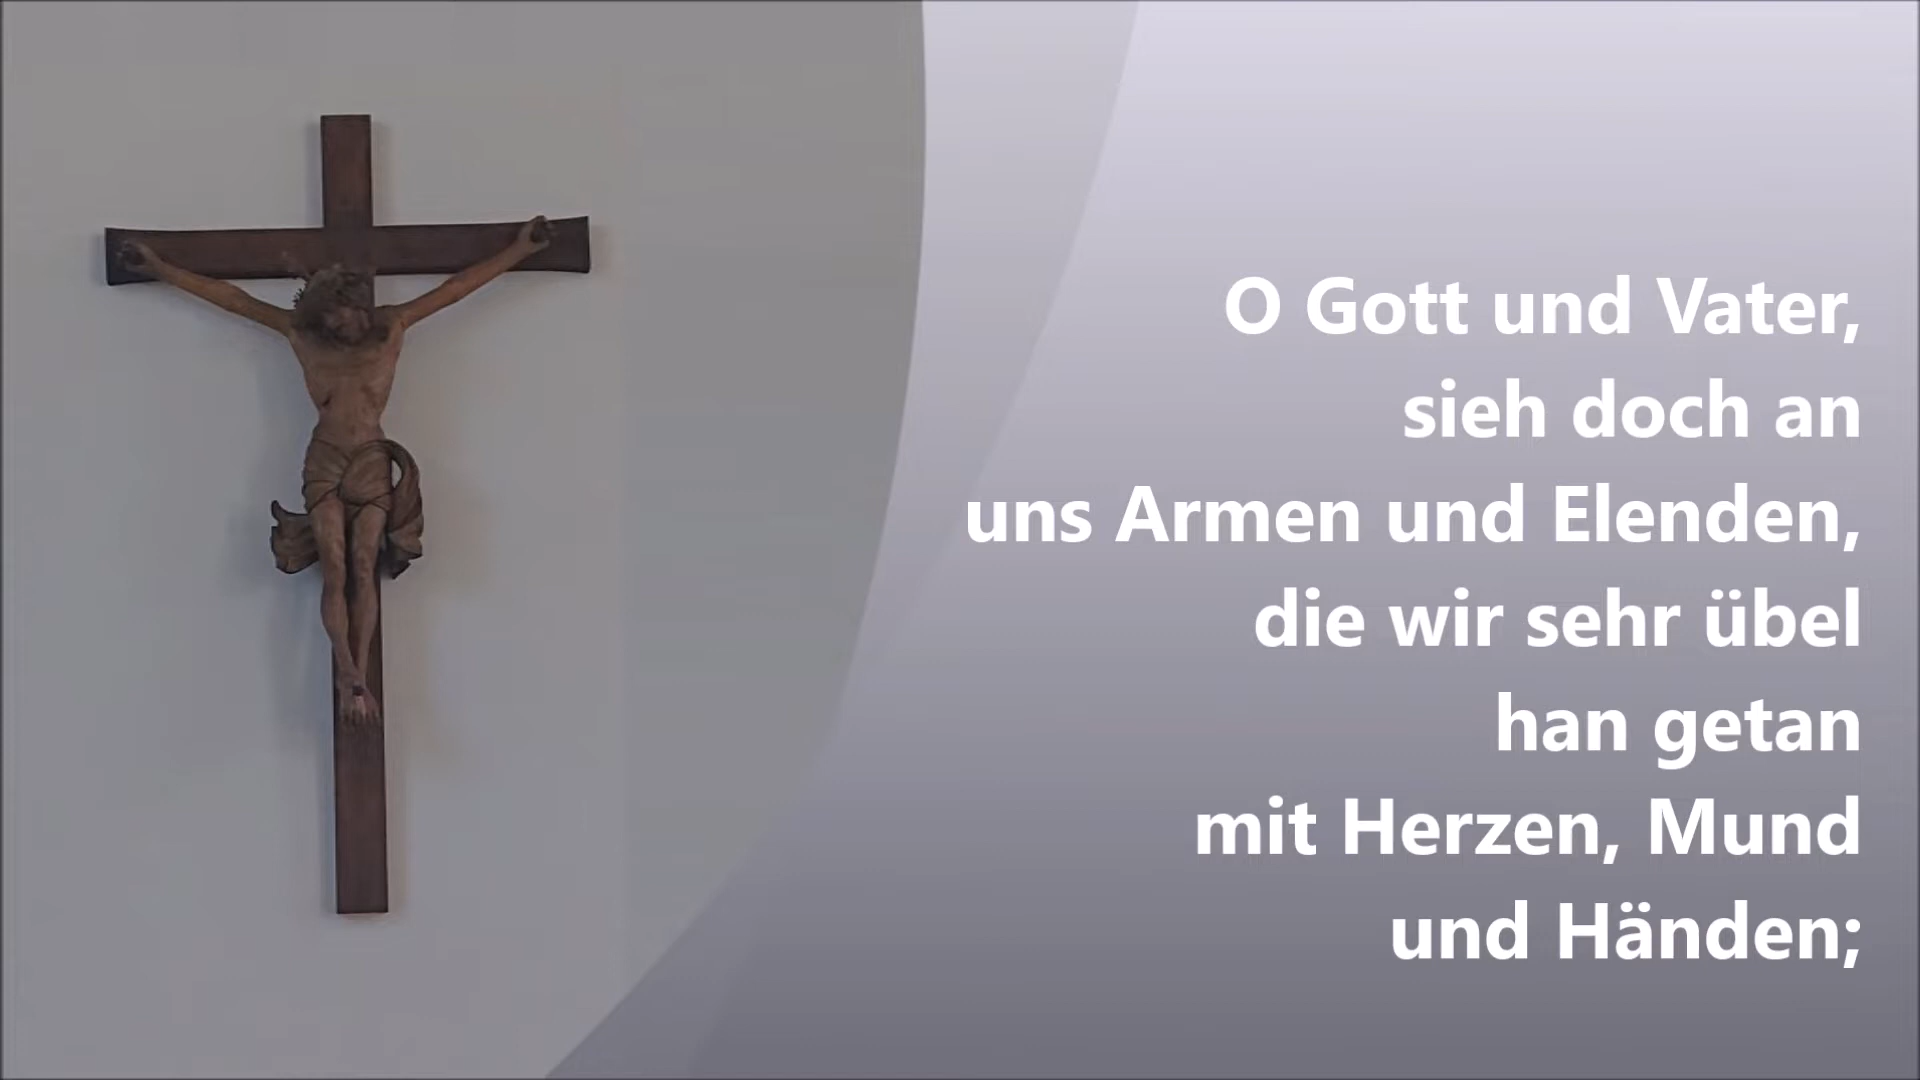 O Gott und Vater,
sieh doch an
uns Armen und Elenden,
die wir sehr übel
han getan
mit Herzen, Mund
und Händen;